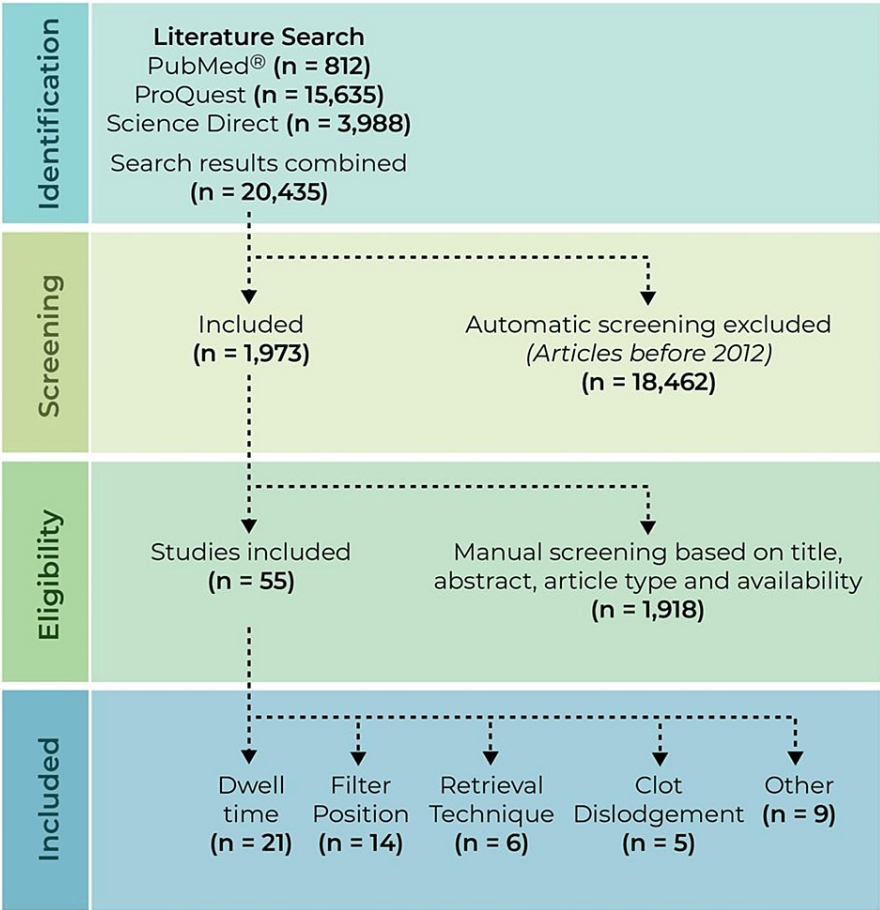 Identification
Literature Search
PubMed® (n = 812)
ProQuest (n = 15,635)
Science Direct (n = 3,988)
Search results combined
(n = 20,435)
Screening
Included
(n = 1,973)
Automatic screening excluded
(Articles before 2012)
(n = 18,462)
Eligibility
Studies included
(n = 55)
Manual screening based on title,
abstract, article type and availability
(n = 1,918)
Included
Dwell
time
(n = 21)
Filter
Position
(n = 14)
Retrieval
Technique
(n = 6)
Clot
Dislodgement
(n = 5)
Other
(n = 9)